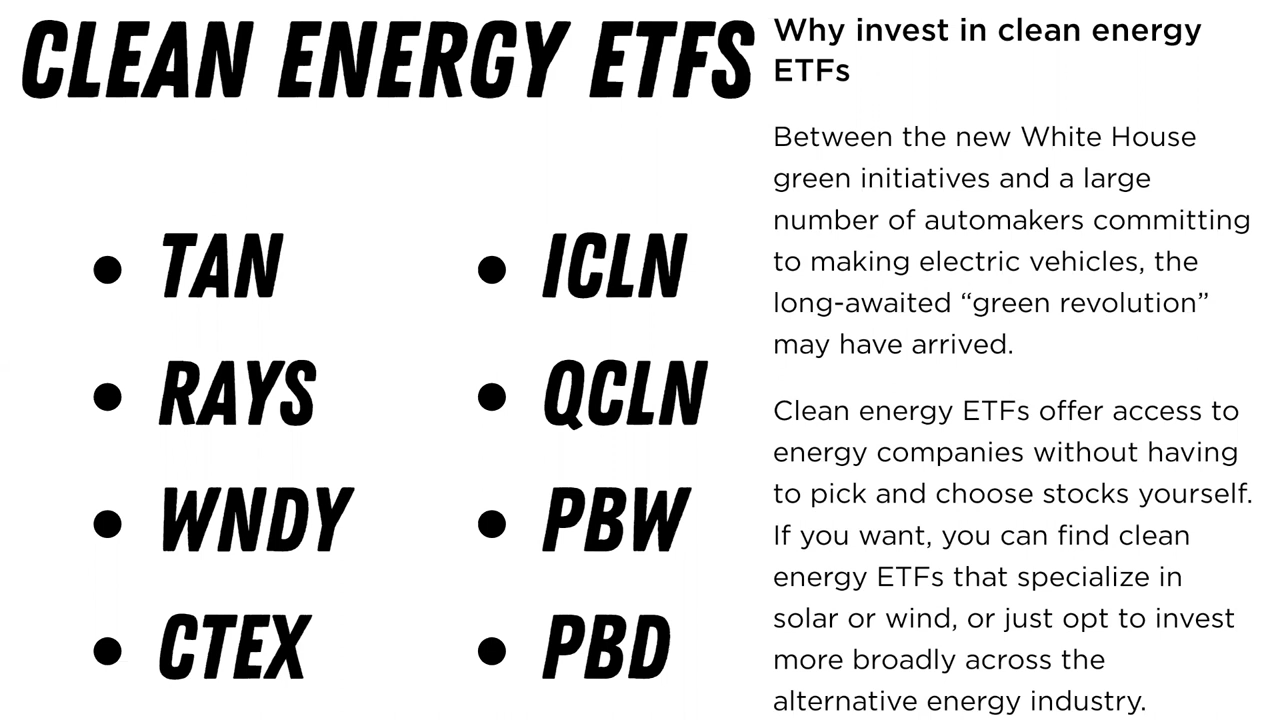 CLEAN ENERGY ETFS
• TAN
• RAYS
• WNDY
• CTEX
• ICLN
• QCLN
• PBW
• PBD
Why invest in clean energy
ETFs
Between the new White House
green initiatives and a large
number of automakers committing
to making electric vehicles, the
long-awaited “green revolution”
may have arrived.
Clean energy ETFs offer access to
energy companies without having
to pick and choose stocks yourself.
If you want, you can find clean
energy ETFs that specialize in
solar or wind, or just opt to invest
more broadly across the
alternative energy industry.